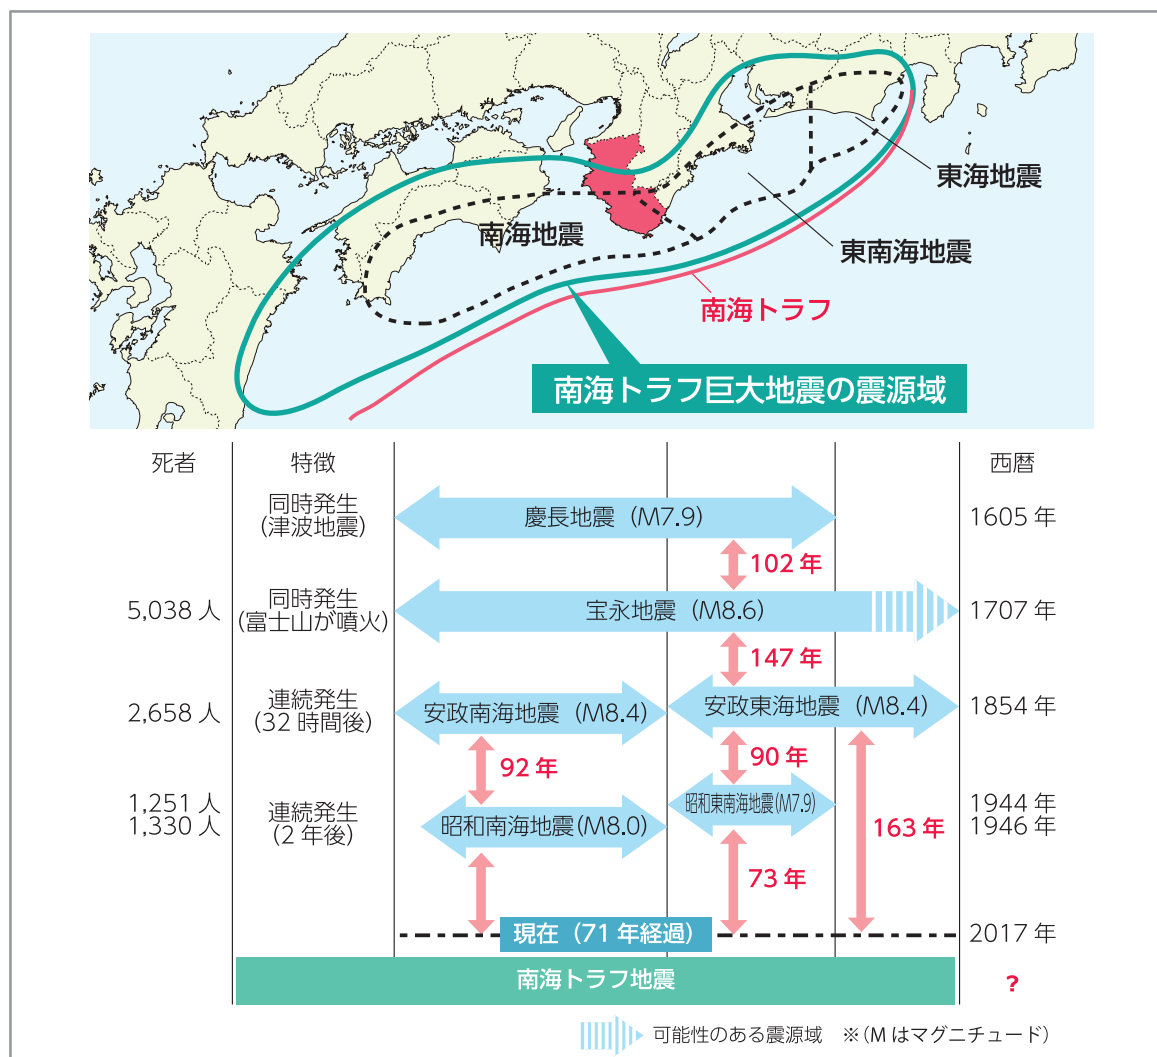 東海地震
南海地震
東南海地震
南海トラフ
南海トラフ巨大地震の震源域
死者
特徴
西暦
同時発生
(津波地震)
慶長地震（M7.9）
1605 年
102 年
5,038 人
同時発生
(富士山が噴火)
宝永地震（M8.6）
1707 年
147 年
2,658 人
連続発生
(32 時間後)
安政南海地震（M8.4）
安政東海地震（M8.4）
1854 年
92 年
90 年
1,251 人
1,330 人
連続発生
(2 年後)
昭和南海地震(M8.0)
昭和東南海地震(M7.9)
1944 年
1946 年
163 年
73 年
現在（71 年経過）
2017 年
南海トラフ地震
?
可能性のある震源域　※(M はマグニチュード)